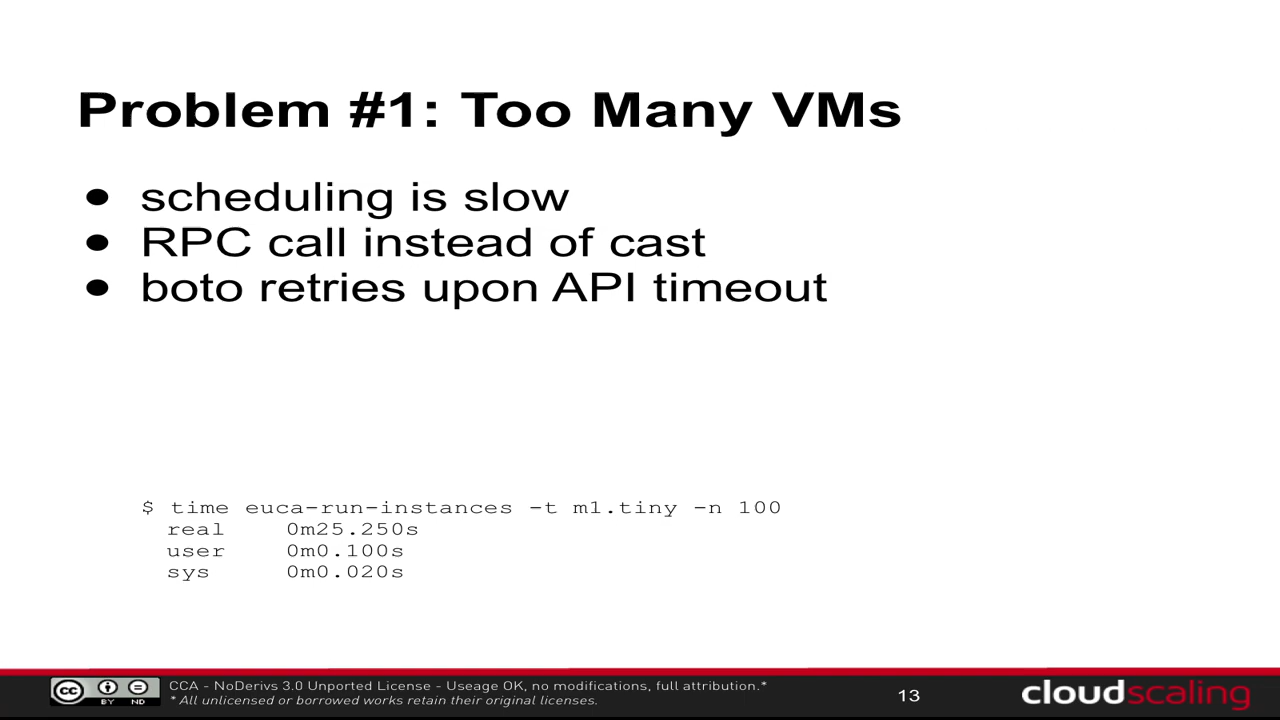 Problem #1: Too Many VMs
● scheduling is slow
● RPC call instead of cast
● boto retries upon API timeout
$ time euca-run-instances -t m1.tiny -n 100
real 0m25.250s
user 0m0.100s
sys 0m0.020s
cc BY ND
CCA - NoDerivs 3.0 Unported License - Useage OK, no modifications, full attribution.*
* All unlicensed or borrowed works retain their original licenses.
13
cloudscaling